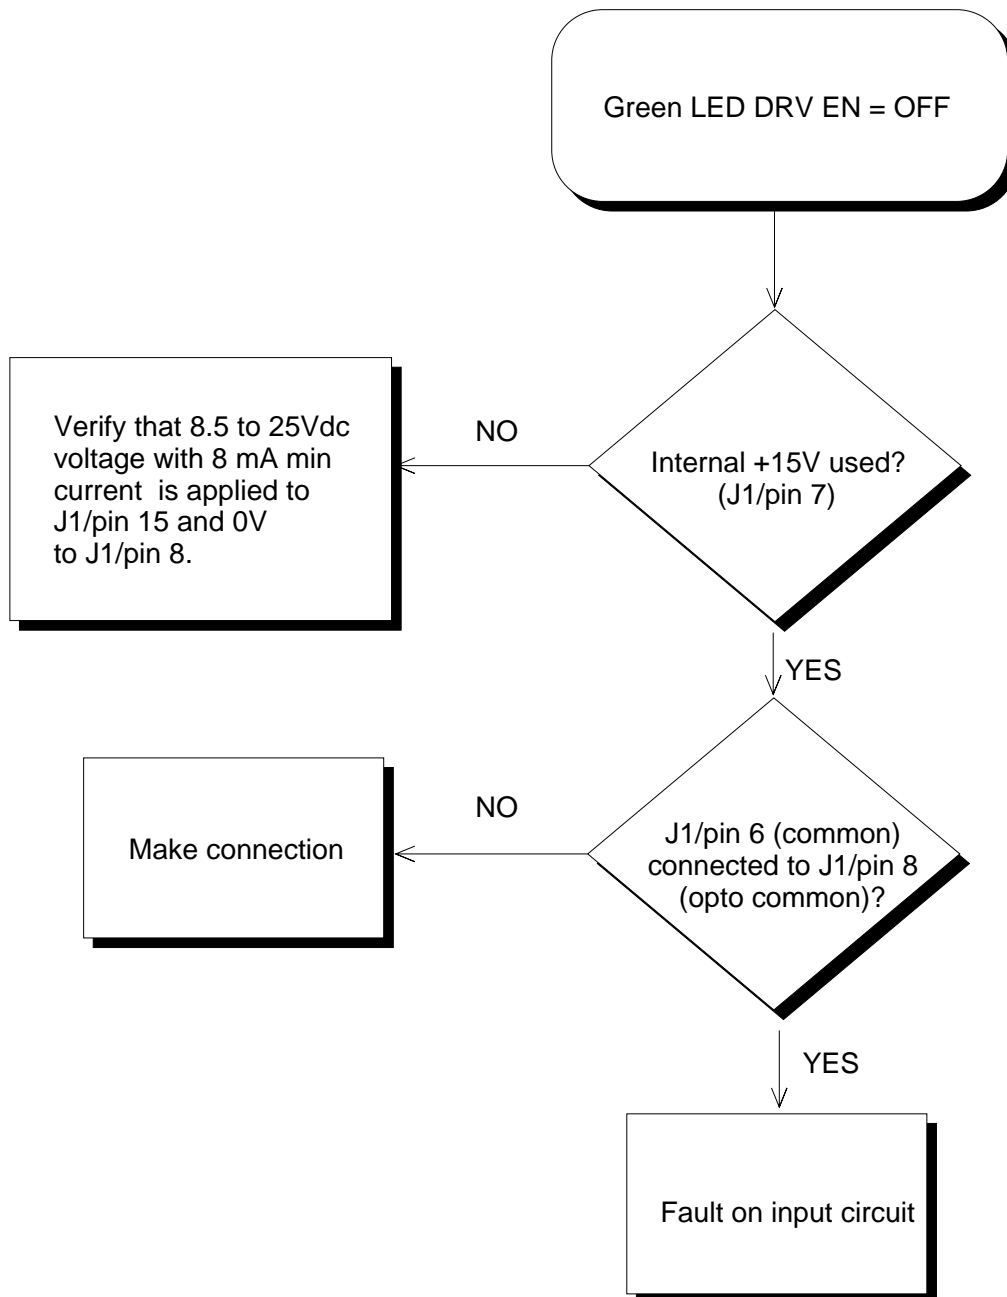 Green LED DRV EN = OFF
Internal +15V used?
(J1/pin 7)
NO
Verify that 8.5 to 25Vdc
voltage with 8 mA min
current  is applied to
J1/pin 15 and 0V
to J1/pin 8.
YES
J1/pin 6 (common)
connected to J1/pin 8
(opto common)?
NO
Make connection
YES
Fault on input circuit